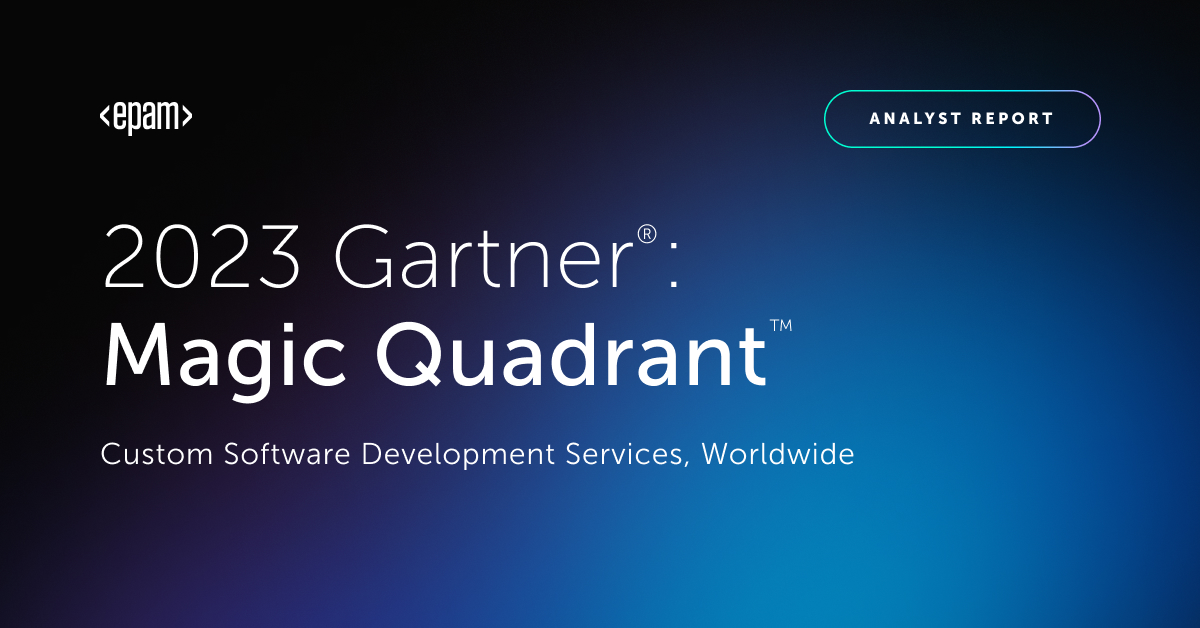 <epam>
ANALYST REPORT
2023 Gartner®:
Magic Quadrant™
Custom Software Development Services, Worldwide